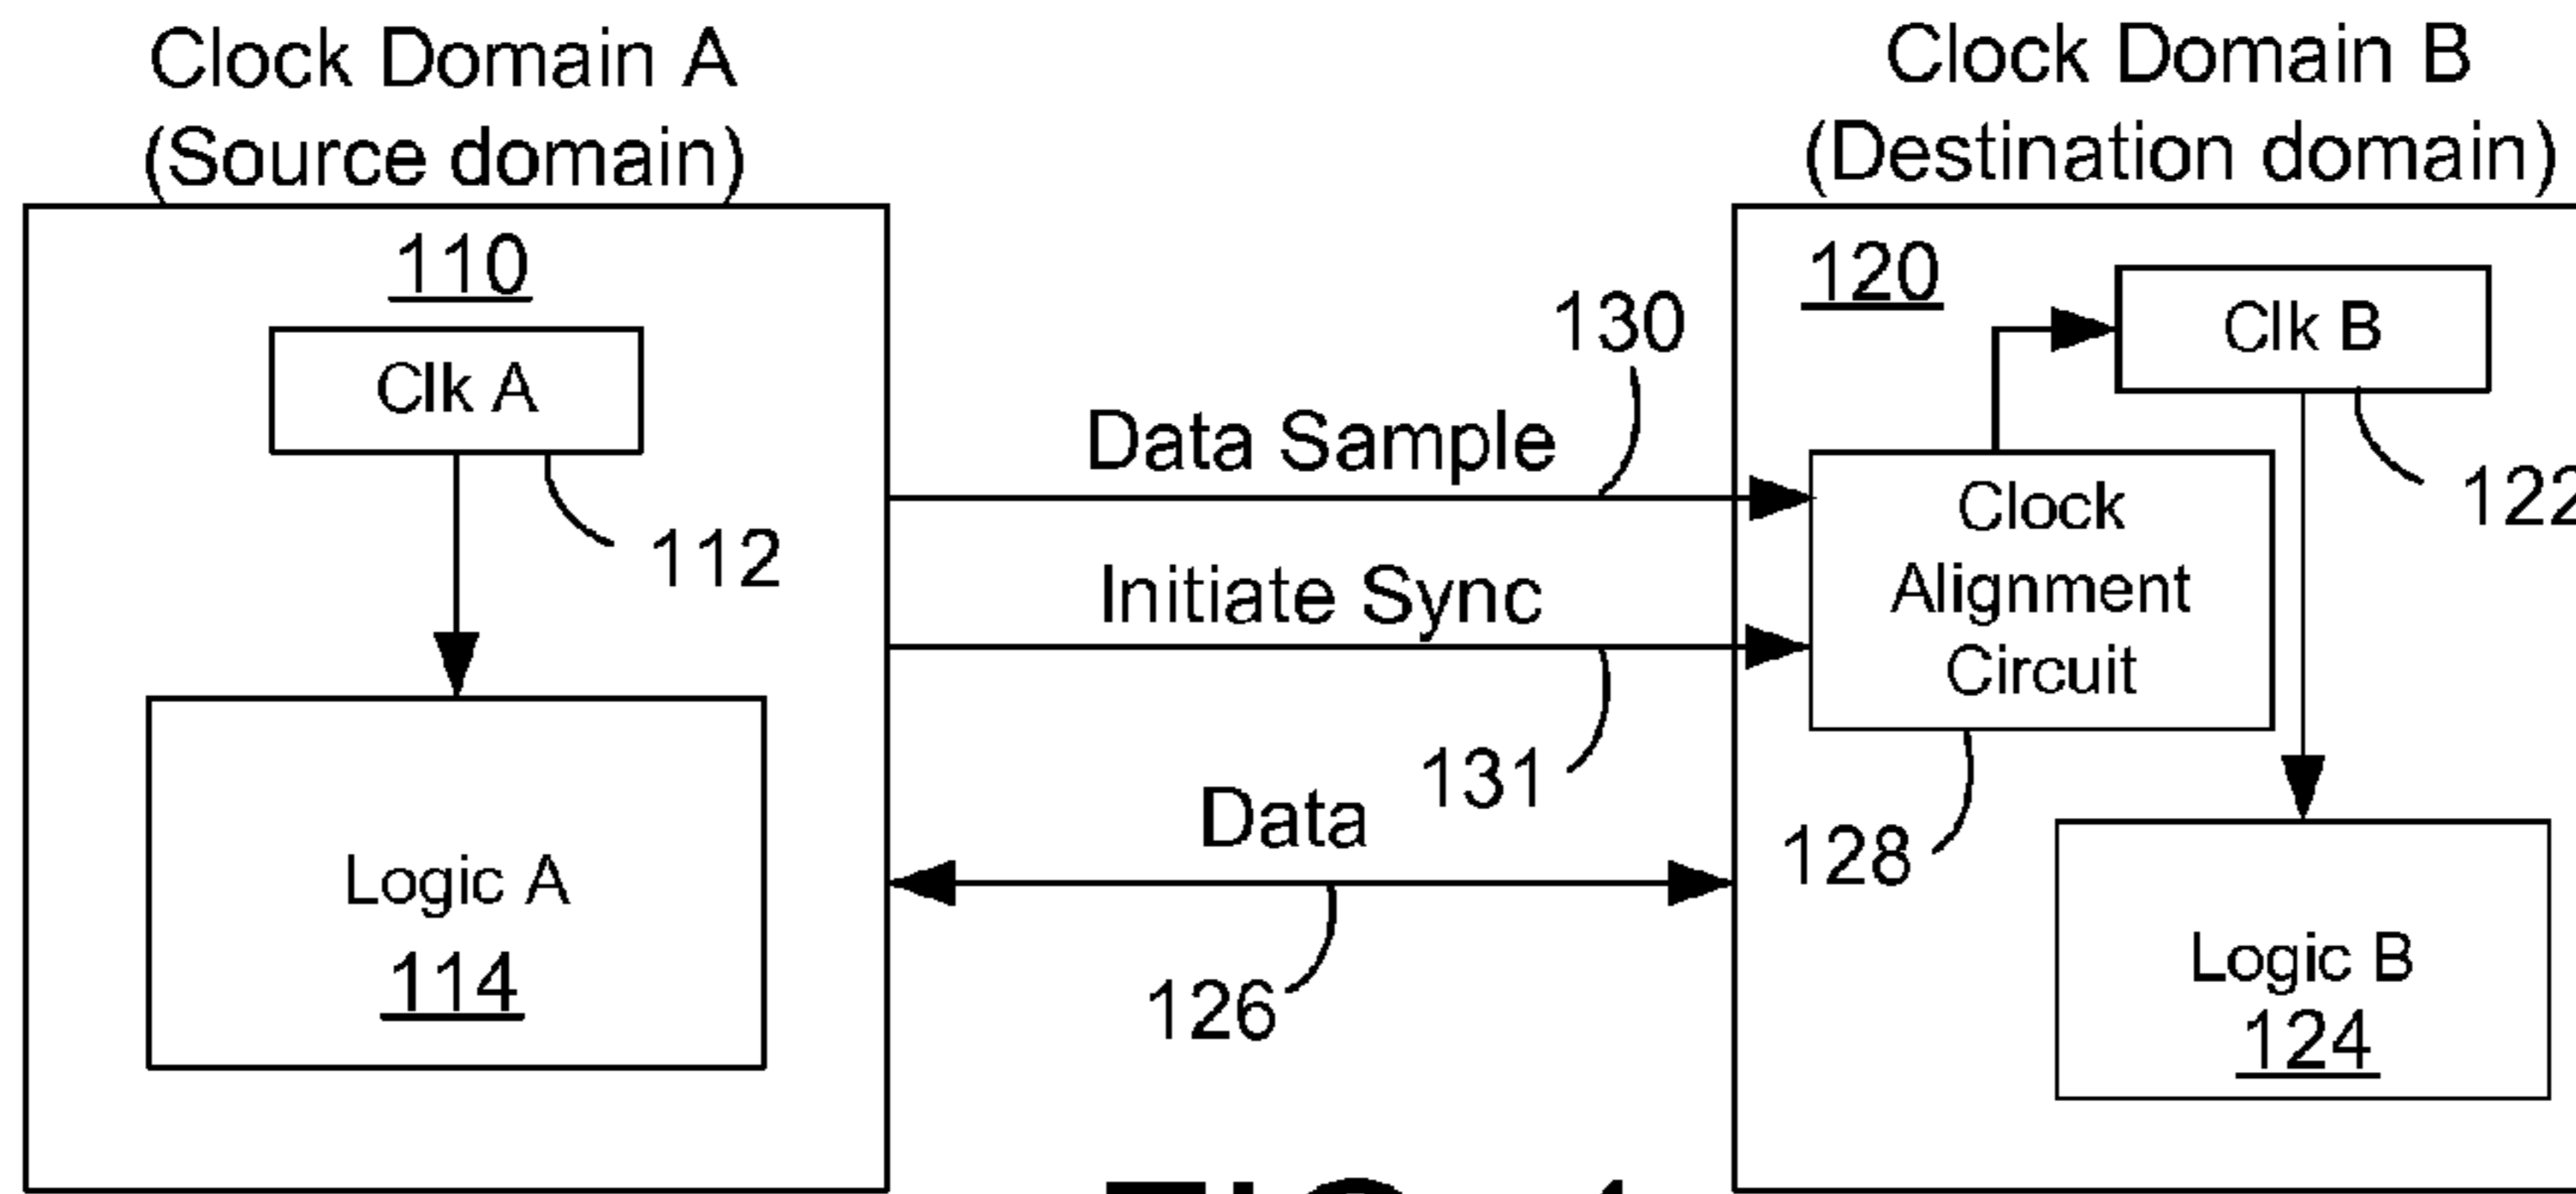 Clock Domain A
(Source domain)
110
Clk A
112
Logic A
114
Data Sample
130
Initiate Sync
131
Data
126
Clock Domain B
(Destination domain)
120
Clk B
122
Clock
Alignment
Circuit
128
Logic B
124